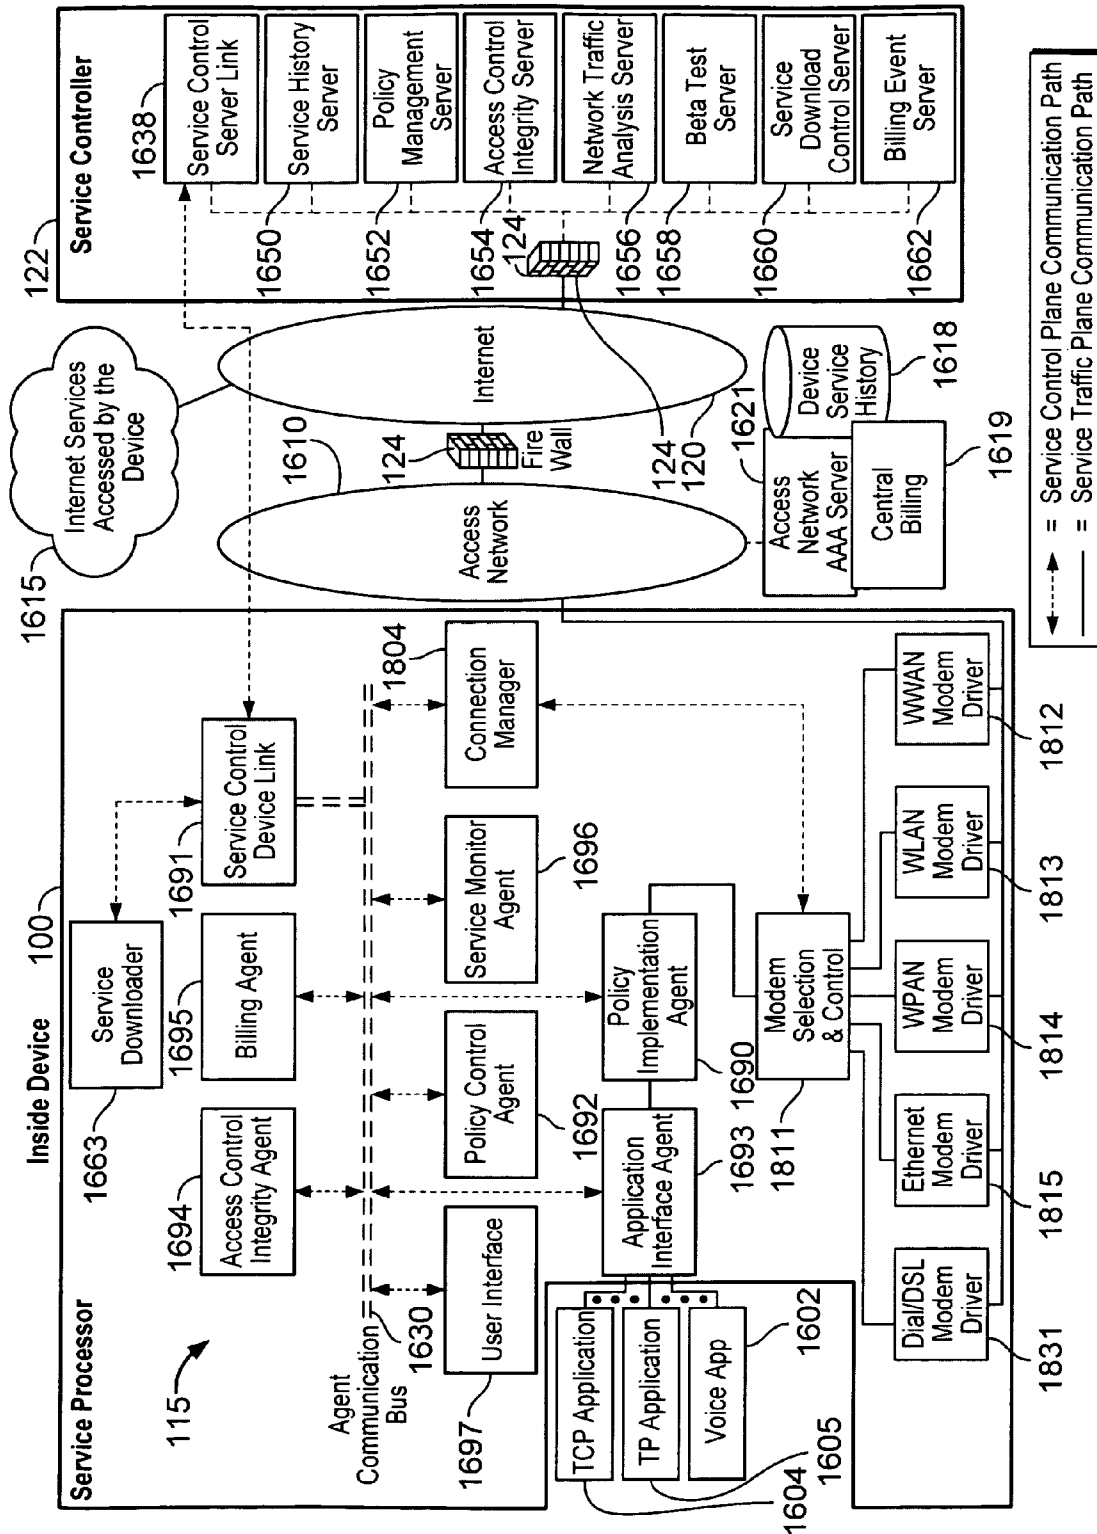 Service Processor
Inside Device
100
115
1663
Service
Downloader
1694
Access Control
Integrity Agent
1695
Billing Agent
1691
Service Control
Device Link
Agent
Communication
Bus
1630
1697
User Interface
Policy Control
Agent
1692
Service Monitor
Agent
1696
Connection
Manager
1804
TCP Application
TP Application
Voice App
1604
1605
1602
Application
Interface Agent
1693
Policy
Implementation
Agent
1690
Modem
Selection
& Control
1811
Dial/DSL
Modem
Driver
1831
Ethernet
Modem
Driver
1815
WPAN
Modem
Driver
1814
WLAN
Modem
Driver
1813
WWAN
Modem
Driver
1812
1615
Internet Services
Accessed by the
Device
1610
Access
Network
124
Fire
Wall
Internet
120
124
1621
Access
Network
AAA Server
Device
Service
History
1618
Central
Billing
1619
122
Service Controller
1638
Service Control
Server Link
1650
Service History
Server
1652
Policy
Management
Server
1654
Access Control
Integrity Server
124
1656
Network Traffic
Analysis Server
1658
Beta Test
Server
1660
Service
Download
Control Server
1662
Billing Event
Server
= Service Control Plane Communication Path
= Service Traffic Plane Communication Path